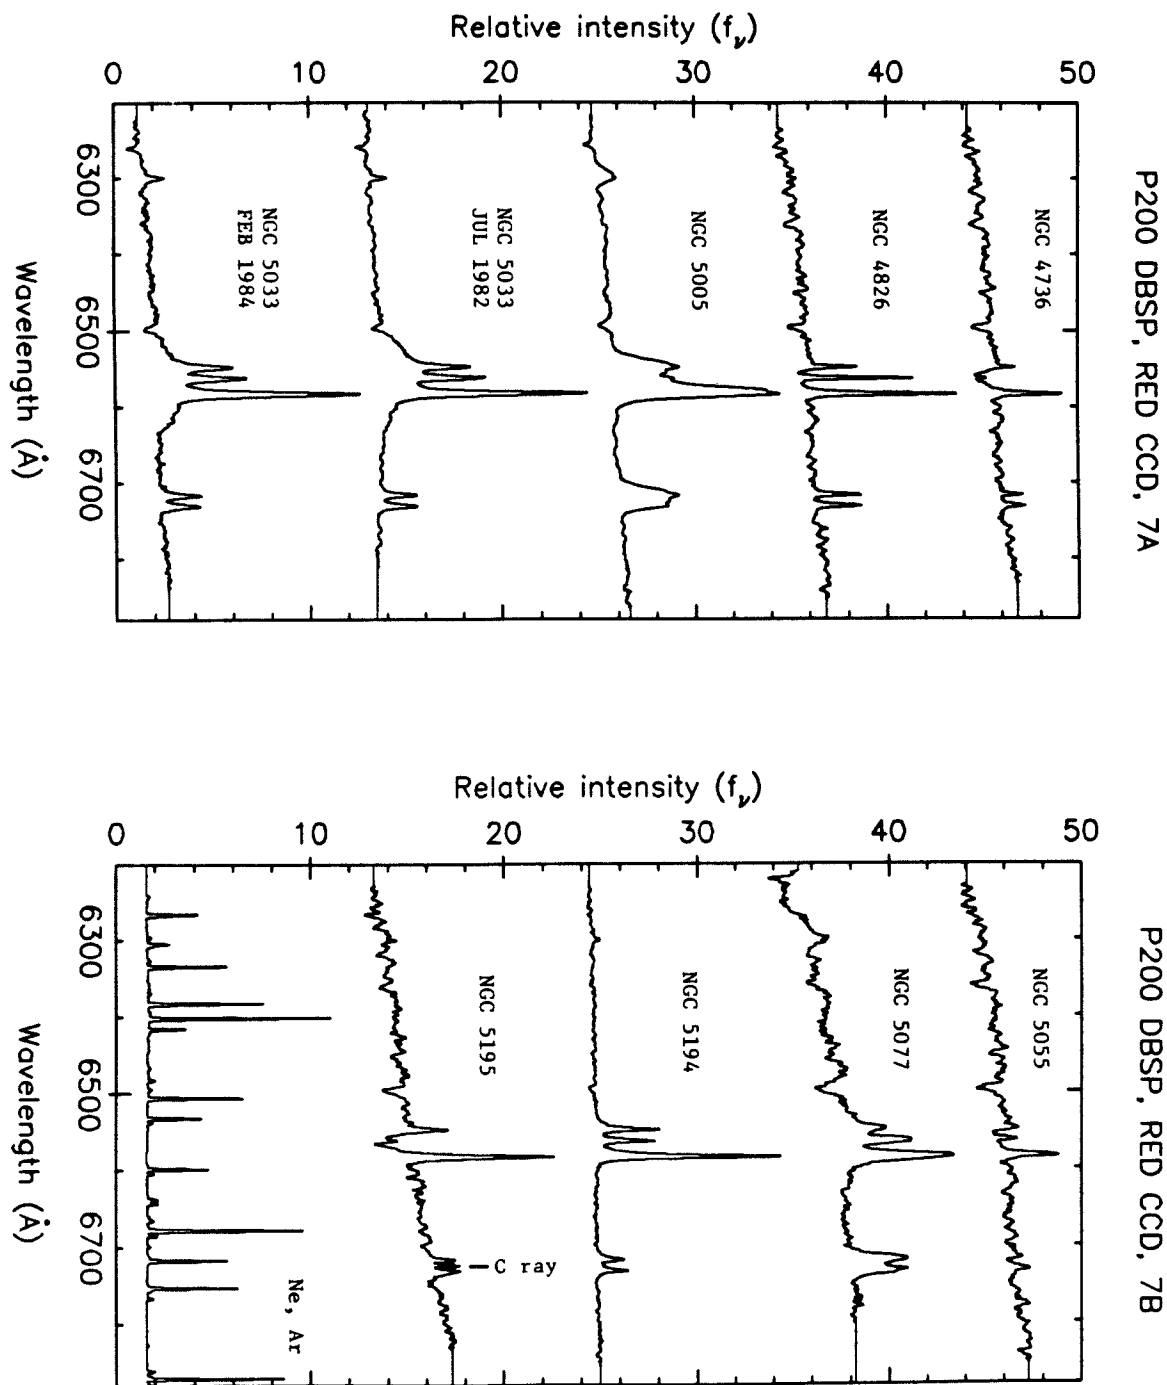 P200 DBSP, RED CCD, 7A
Relative intensity (fν)
0 10 20 30 40 50
6300
6500
6700
Wavelength (Å)
NGC 4736
NGC 4826
NGC 5005
NGC 5033
JUL 1982
NGC 5033
FEB 1984
P200 DBSP, RED CCD, 7B
Relative intensity (fν)
0 10 20 30 40 50
6300
6500
6700
Wavelength (Å)
NGC 5055
NGC 5077
NGC 5194
NGC 5195
C ray
Ne, Ar